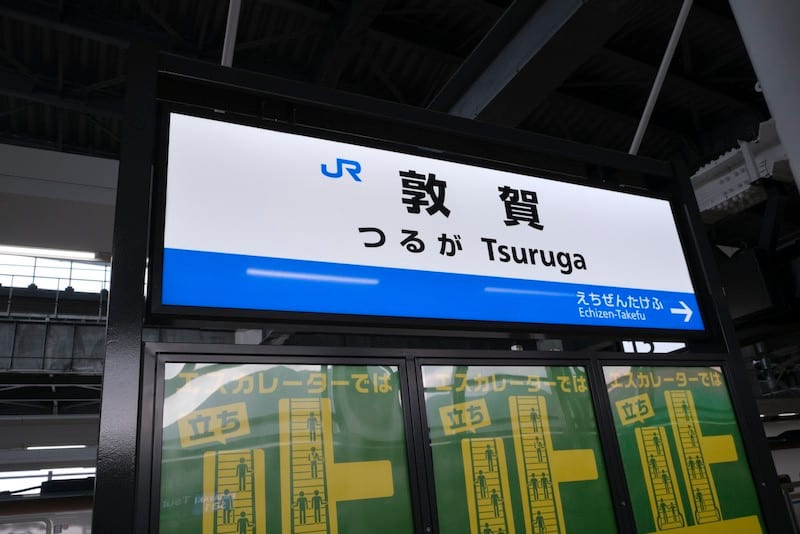 JR
敦賀
つるが Tsuruga
えちぜんたけふ
Echizen-Takefu
エスカレーターでは
立ち
エスカレーターでは
立ち
エスカレーターでは
立ち